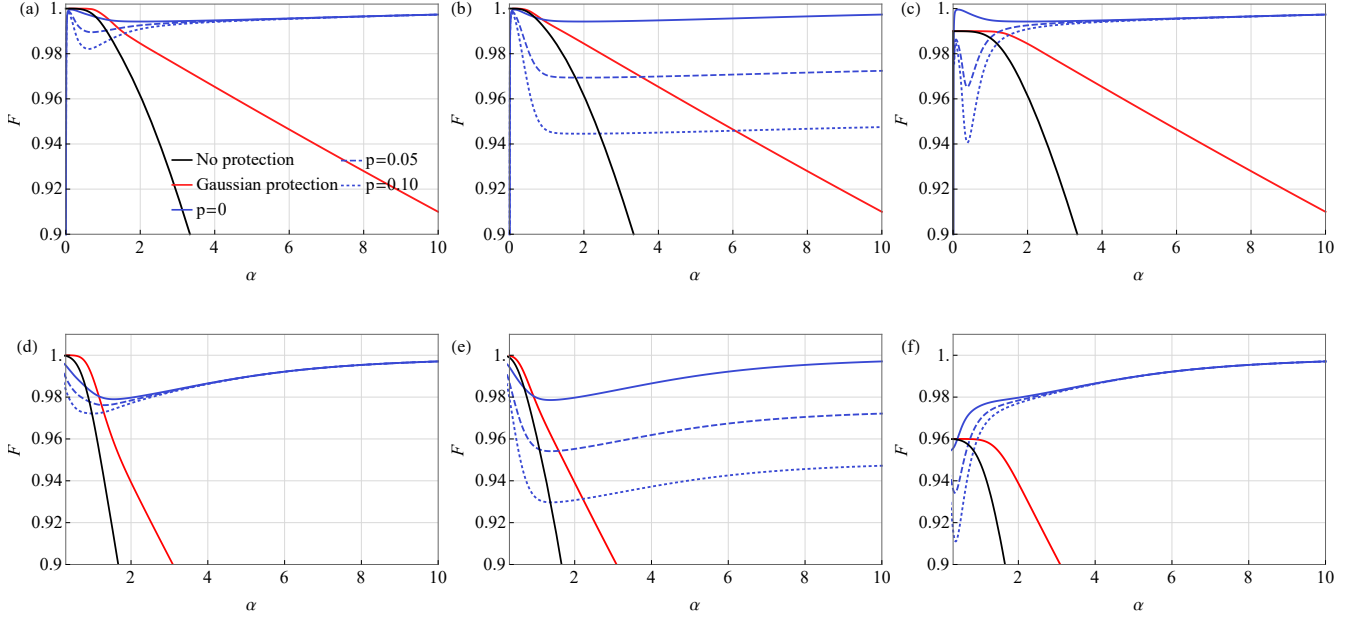 (a)
1.
0.98
0.96
0.94
0.92
0.9
F
No protection
Gaussian protection
p=0
p=0.05
p=0.10
0 2 4 6 8 10
α
(b)
1.
0.98
0.96
0.94
0.92
0.9
F
0 2 4 6 8 10
α
(c)
1.
0.98
0.96
0.94
0.92
0.9
F
0 2 4 6 8 10
α
(d)
1.
0.98
0.96
0.94
0.92
0.9
F
2 4 6 8 10
α
(e)
1.
0.98
0.96
0.94
0.92
0.9
F
2 4 6 8 10
α
(f)
1.
0.98
0.96
0.94
0.92
0.9
F
2 4 6 8 10
α